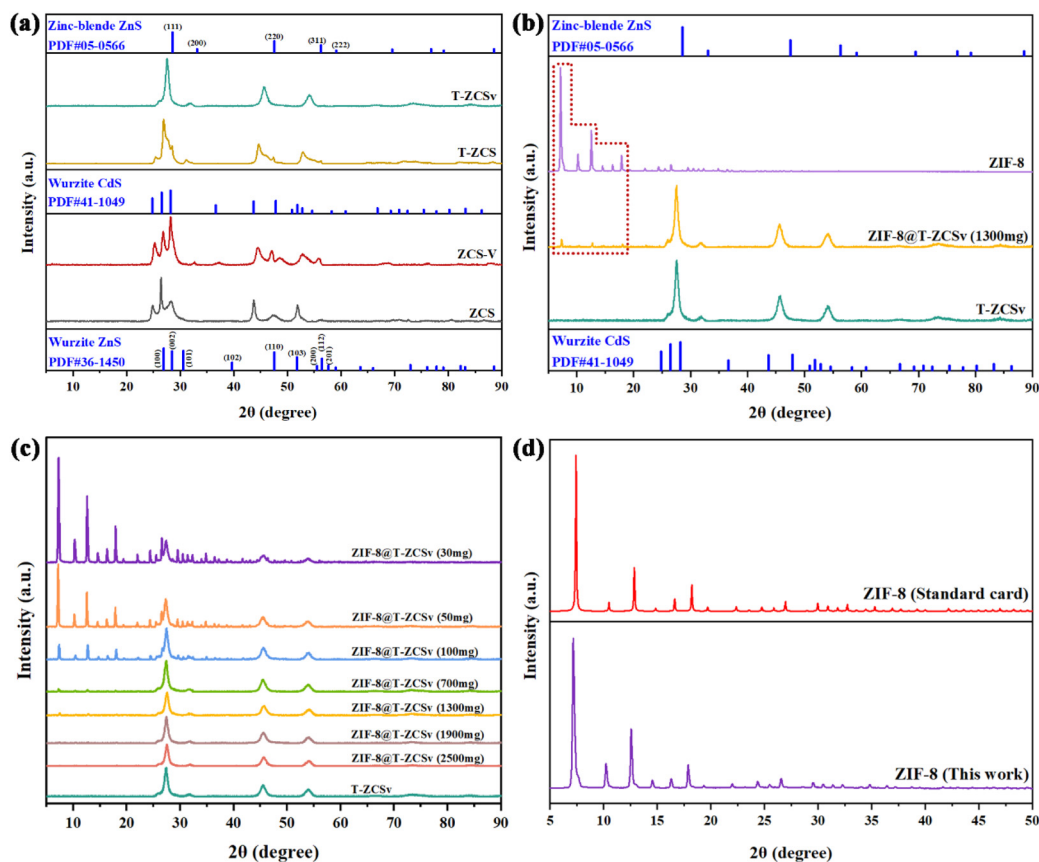 (a)
Zinc-blende ZnS
PDF#05-0566
(111)
(200)
(220)
(311)
(222)
T-ZCSv
T-ZCS
Wurzite CdS
PDF#41-1049
ZCS-V
ZCS
Wurzite ZnS
PDF#36-1450
(100)
(002)
(101)
(102)
(110)
(103)
(200)
(112)
(201)
Intensity (a.u.)
10 20 30 40 50 60 70 80 90
2θ (degree)
(b)
Zinc-blende ZnS
PDF#05-0566
ZIF-8
ZIF-8@T-ZCSv (1300mg)
T-ZCSv
Wurzite CdS
PDF#41-1049
Intensity (a.u.)
10 20 30 40 50 60 70 80 90
2θ (degree)
(c)
ZIF-8@T-ZCSv (30mg)
ZIF-8@T-ZCSv (50mg)
ZIF-8@T-ZCSv (100mg)
ZIF-8@T-ZCSv (700mg)
ZIF-8@T-ZCSv (1300mg)
ZIF-8@T-ZCSv (1900mg)
ZIF-8@T-ZCSv (2500mg)
T-ZCSv
Intensity (a.u.)
10 20 30 40 50 60 70 80 90
2θ (degree)
(d)
ZIF-8 (Standard card)
ZIF-8 (This work)
Intensity (a.u.)
5 10 15 20 25 30 35 40 45 50
2θ (degree)